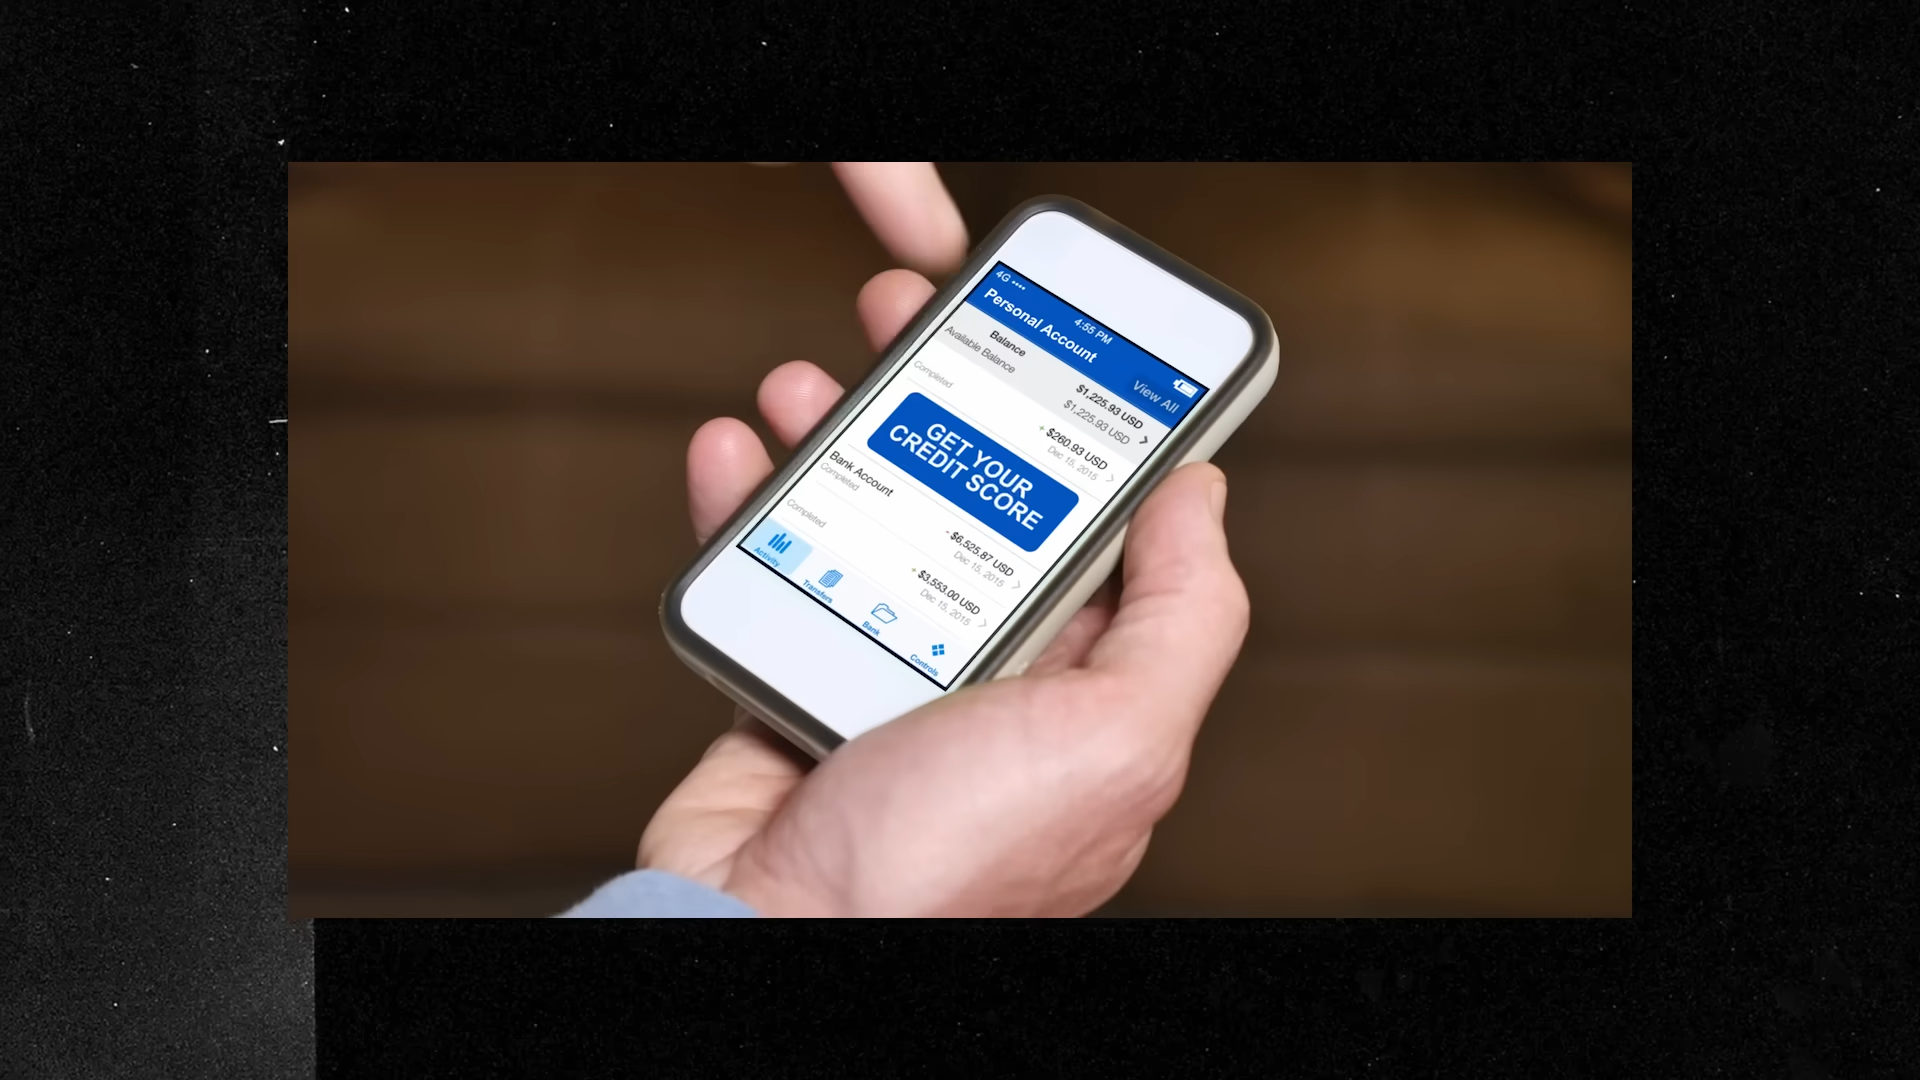 4G
4:55 PM
Personal Account
View All
Balance
$1,225.93 USD
Available Balance
$1,225.93 USD
+ $260.93 USD
Completed
Dec 15, 2015
GET YOUR
CREDIT SCORE
Bank Account
- $6,525.87 USD
Completed
Dec 15, 2015
+ $3,553.00 USD
Completed
Dec 15, 2015
Activity
Transfers
Bank
Controls